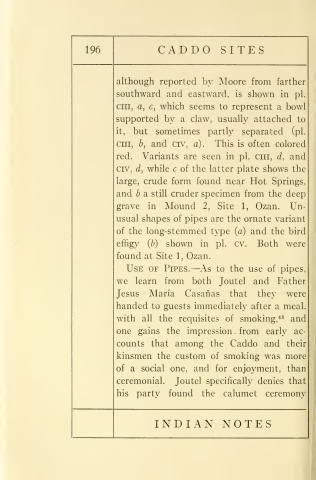 196
CADDO SITES
although reported by Moore from farther
southward and eastward, is shown in pl.
CIII, a, c, which seems to represent a bowl
supported by a claw, usually attached to
it, but sometimes partly separated (pl.
CIII, b, and CIV, a). This is often colored
red. Variants are seen in pl. CIII, d, and
CIV, d, while c of the latter plate shows the
large, crude form found near Hot Springs,
and b a still cruder specimen from the deep
grave in Mound 2, Site 1, Ozan. Un-
usual shapes of pipes are the ornate variant
of the long-stemmed type (a) and the bird
effigy (b) shown in pl. CV. Both were
found at Site 1, Ozan.
USE OF PIPES.—As to the use of pipes,
we learn from both Joutel and Father
Jesus María Casañas that they were
handed to guests immediately after a meal,
with all the requisites of smoking,⁴⁸ and
one gains the impression from early ac-
counts that among the Caddo and their
kinsmen the custom of smoking was more
of a social one, and for enjoyment, than
ceremonial. Joutel specifically denies that
his party found the calumet ceremony
INDIAN NOTES